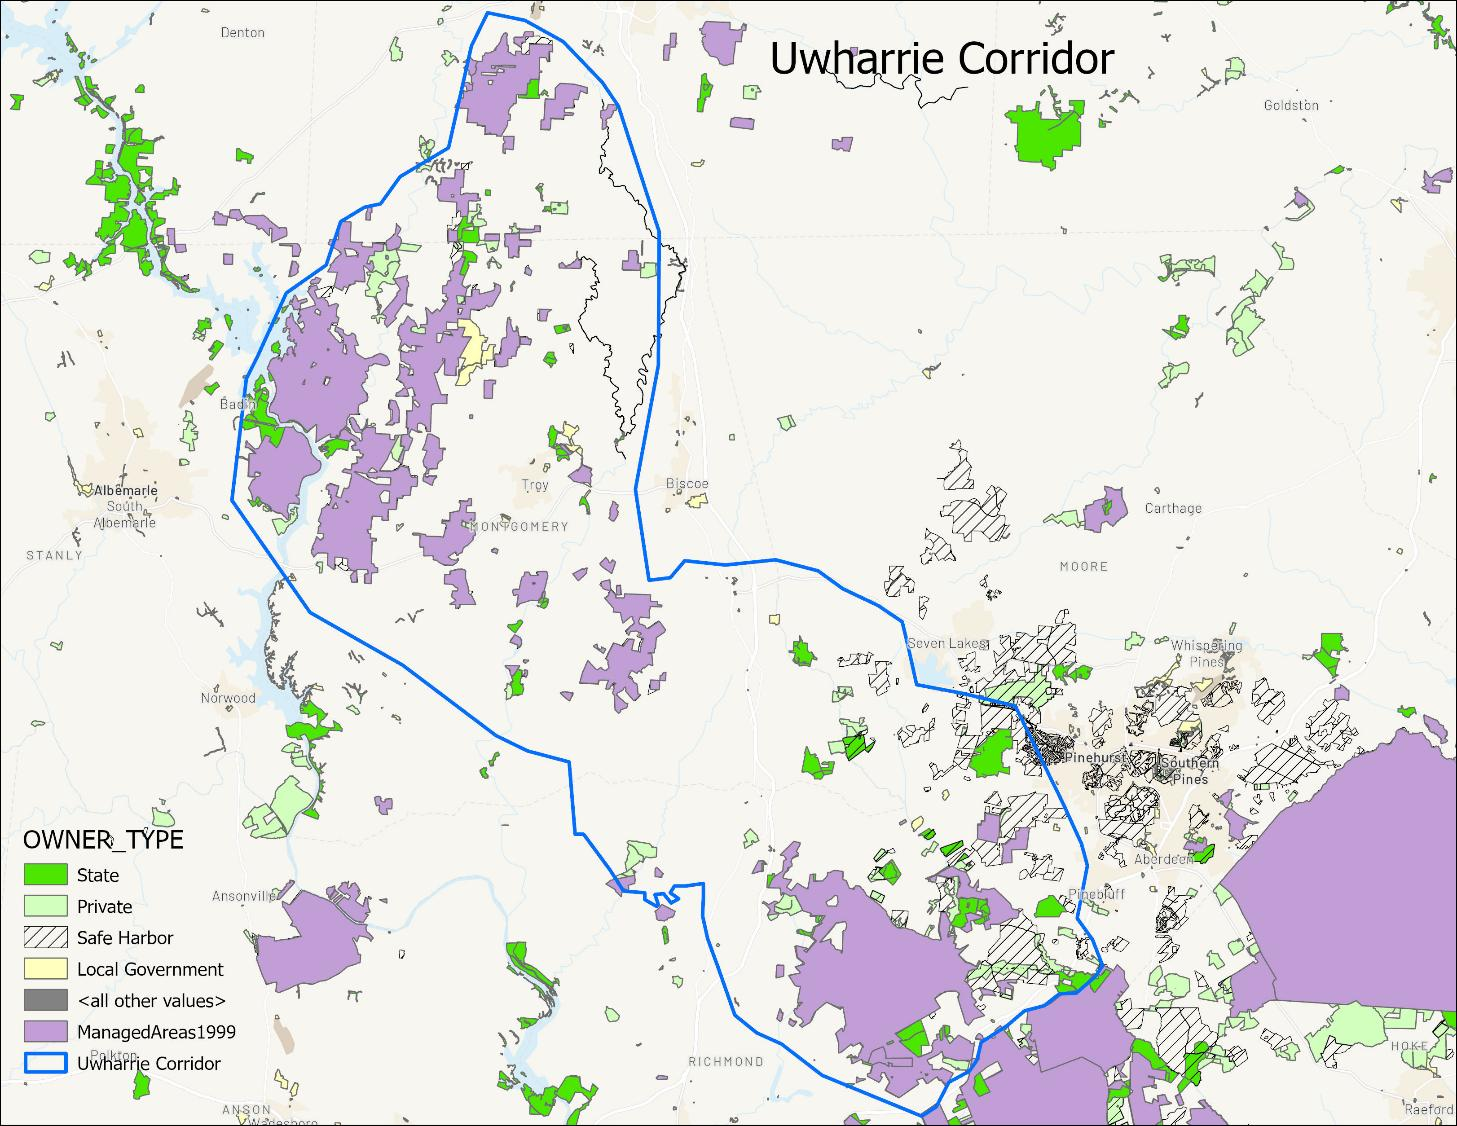 Uwharrie Corridor
Denton
Goldston
Badin
Albemarle
South
Albemarle
STANLY
Troy
Biscoe
MONTGOMERY
Carthage
MOORE
Seven Lakes
Whispering
Pines
Norwood
Pinehurst
Southern
Pines
Aberdeen
Pinebluff
Ansonville
OWNER_TYPE
State
Private
Safe Harbor
Local Government
<all other values>
ManagedAreas1999
Uwharrie Corridor
Polkton
RICHMOND
HOKE
ANSON
Wadesboro
Raeford